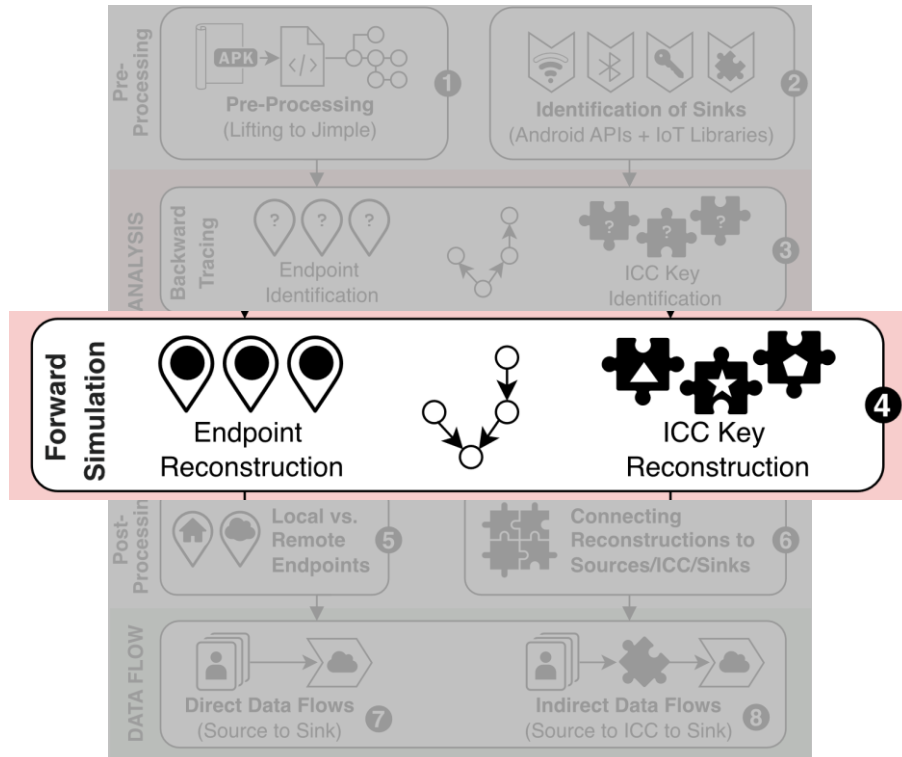 Pre-
Processing
APK
</>
1
Pre-Processing
(Lifting to Jimple)
2
Identification of Sinks
(Android APIs + IoT Libraries)
ANALYSIS
Backward
Tracing
? ? ?
Endpoint
Identification
? ? ?
ICC Key
Identification
3
Forward
Simulation
Endpoint
Reconstruction
ICC Key
Reconstruction
4
Post-
Processing
Local vs.
Remote
Endpoints
5
Connecting
Reconstructions to
Sources/ICC/Sinks
6
DATA FLOW
Direct Data Flows
(Source to Sink)
7
Indirect Data Flows
(Source to ICC to Sink)
8